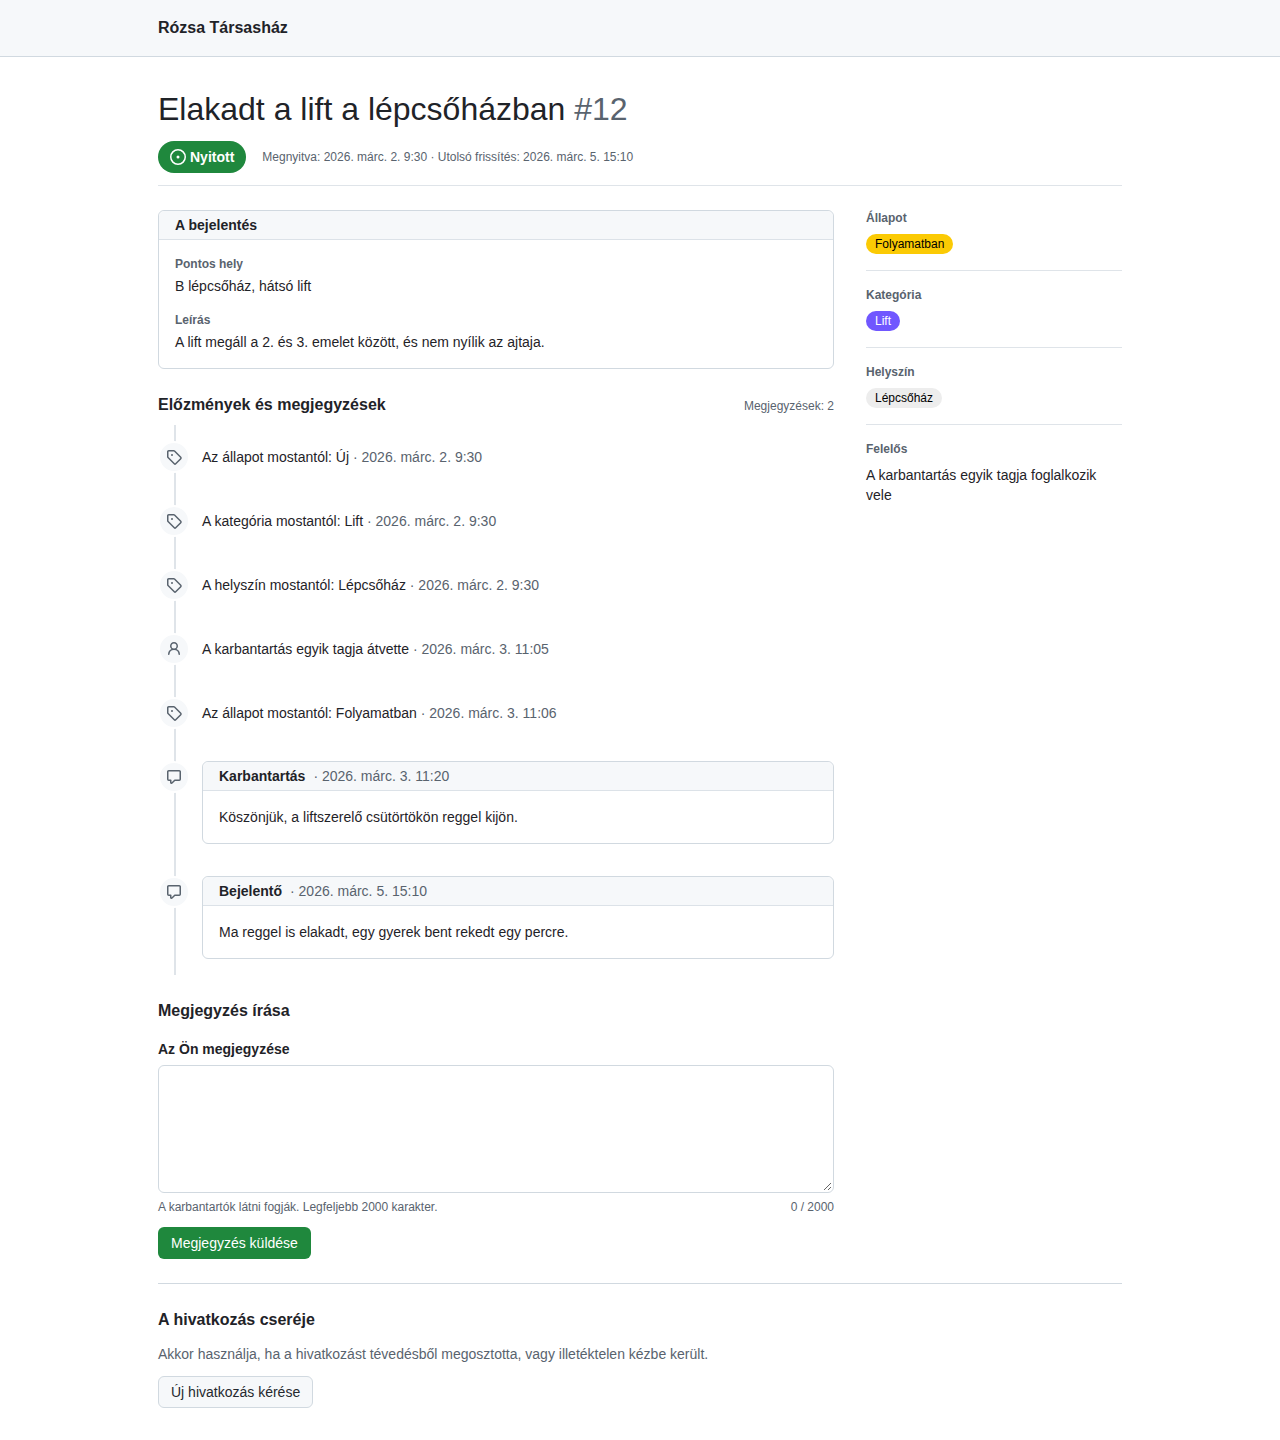 Rózsa Társasház
Elakadt a lift a lépcsőházban #12
Nyitott
Megnyitva: 2026. márc. 2. 9:30 · Utolsó frissítés: 2026. márc. 5. 15:10
A bejelentés
Pontos hely
B lépcsőház, hátsó lift
Leírás
A lift megáll a 2. és 3. emelet között, és nem nyílik az ajtaja.
Állapot
Folyamatban
Kategória
Lift
Helyszín
Lépcsőház
Felelős
A karbantartás egyik tagja foglalkozik
vele
Előzmények és megjegyzések
Megjegyzések: 2
Az állapot mostantól: Új · 2026. márc. 2. 9:30
A kategória mostantól: Lift · 2026. márc. 2. 9:30
A helyszín mostantól: Lépcsőház · 2026. márc. 2. 9:30
A karbantartás egyik tagja átvette · 2026. márc. 3. 11:05
Az állapot mostantól: Folyamatban · 2026. márc. 3. 11:06
Karbantartás · 2026. márc. 3. 11:20
Köszönjük, a liftszerelő csütörtökön reggel kijön.
Bejelentő · 2026. márc. 5. 15:10
Ma reggel is elakadt, egy gyerek bent rekedt egy percre.
Megjegyzés írása
Az Ön megjegyzése
A karbantartók látni fogják. Legfeljebb 2000 karakter.
0 / 2000
Megjegyzés küldése
A hivatkozás cseréje
Akkor használja, ha a hivatkozást tévedésből megosztotta, vagy illetéktelen kézbe került.
Új hivatkozás kérése